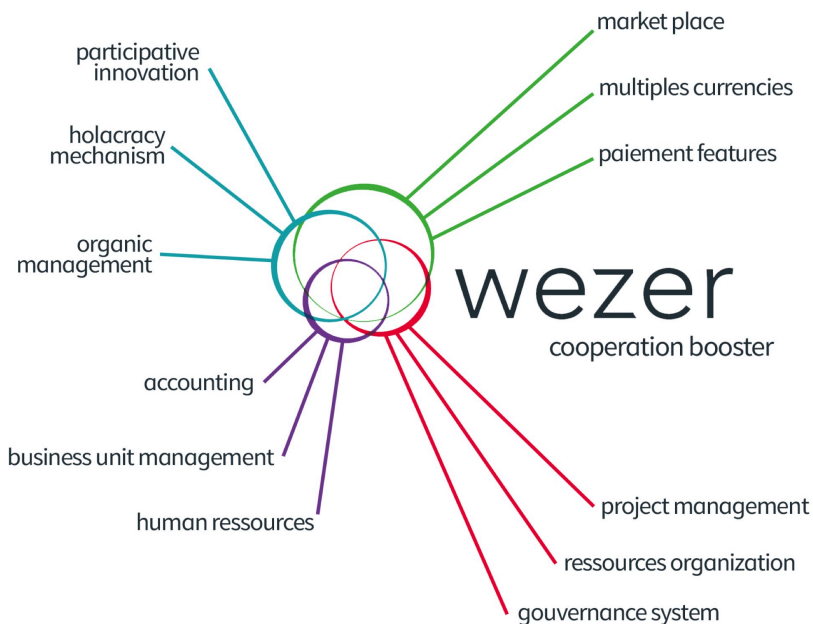 market place
participative
innovation
multiples currencies
holacracy
mechanism
paiement features
organic
management
wezer
cooperation booster
accounting
business unit management
project management
human ressources
ressources organization
gouvernance system